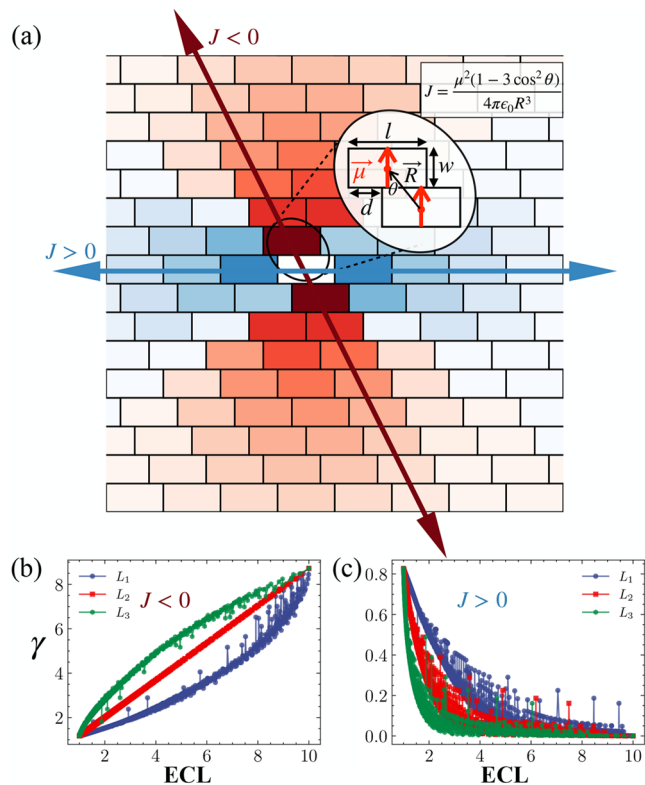 (a)
J < 0
J = μ²(1 − 3 cos² θ) / 4πϵ₀R³
l
μ⃗ R⃗ w
θ
d
J > 0
(b) (c)
L₁ L₁
L₂ J < 0 J > 0 L₂
L₃ L₃
8 0.8
6 0.6
γ
4 0.4
2 0.2
0.0
2 4 6 8 10 2 4 6 8 10
ECL ECL